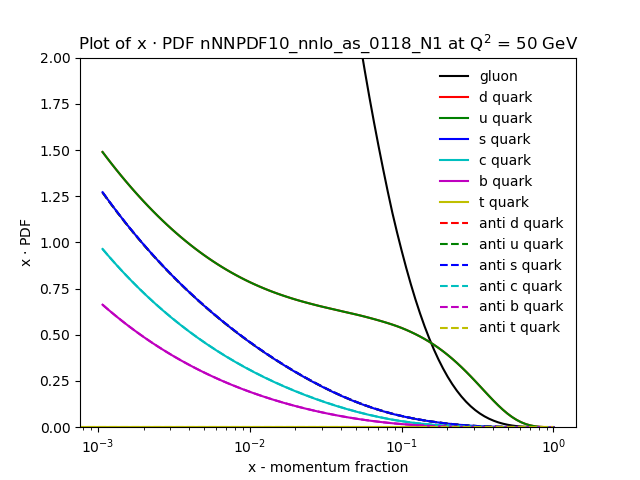 Plot of x · PDF nNNPDF10_nnlo_as_0118_N1 at Q² = 50 GeV
2.00
1.75
1.50
1.25
1.00
0.75
0.50
0.25
0.00
x · PDF
gluon
d quark
u quark
s quark
c quark
b quark
t quark
anti d quark
anti u quark
anti s quark
anti c quark
anti b quark
anti t quark
10⁻³ 10⁻² 10⁻¹ 10⁰
x - momentum fraction